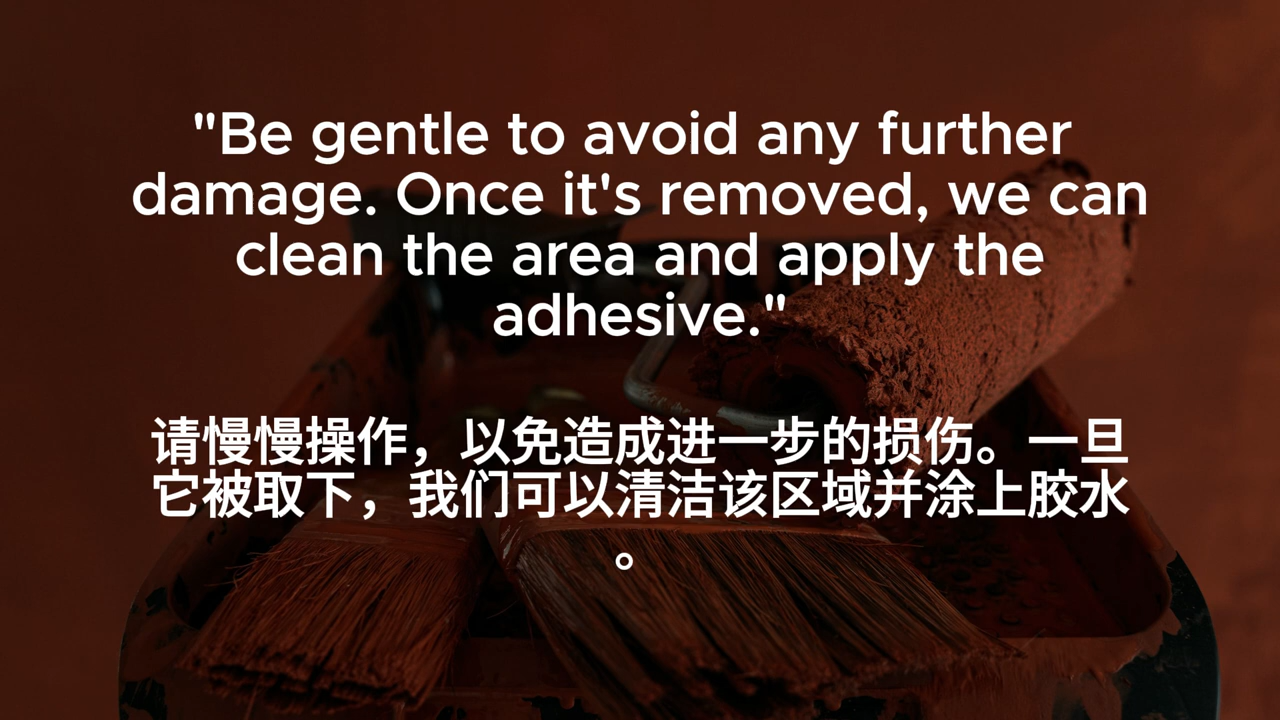 "Be gentle to avoid any further
damage. Once it's removed, we can
clean the area and apply the
adhesive."
请慢慢操作，以免造成进一步的损伤。一旦
它被取下，我们可以清洁该区域并涂上胶水
。